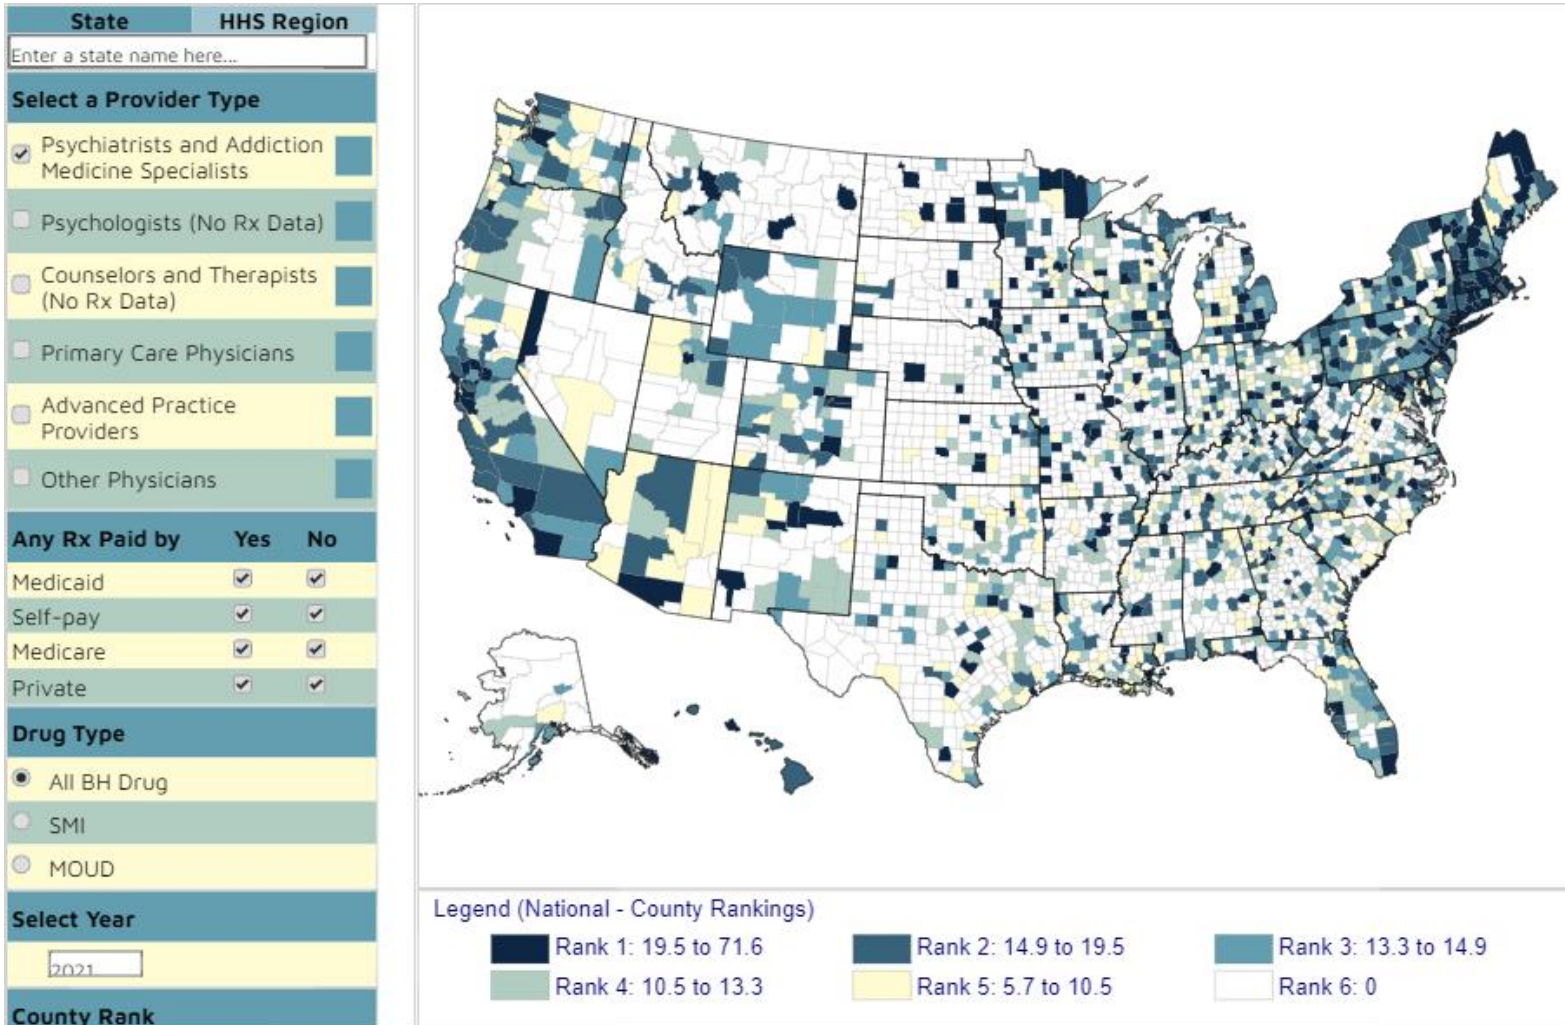 State HHS Region
Enter a state name here...
Select a Provider Type
Psychiatrists and Addiction
Medicine Specialists
Psychologists (No Rx Data)
Counselors and Therapists
(No Rx Data)
Primary Care Physicians
Advanced Practice
Providers
Other Physicians
Any Rx Paid by Yes No
Medicaid
Self-pay
Medicare
Private
Drug Type
All BH Drug
SMI
MOUD
Select Year
2021
County Rank
Legend (National - County Rankings)
Rank 1: 19.5 to 71.6 Rank 2: 14.9 to 19.5 Rank 3: 13.3 to 14.9
Rank 4: 10.5 to 13.3 Rank 5: 5.7 to 10.5 Rank 6: 0